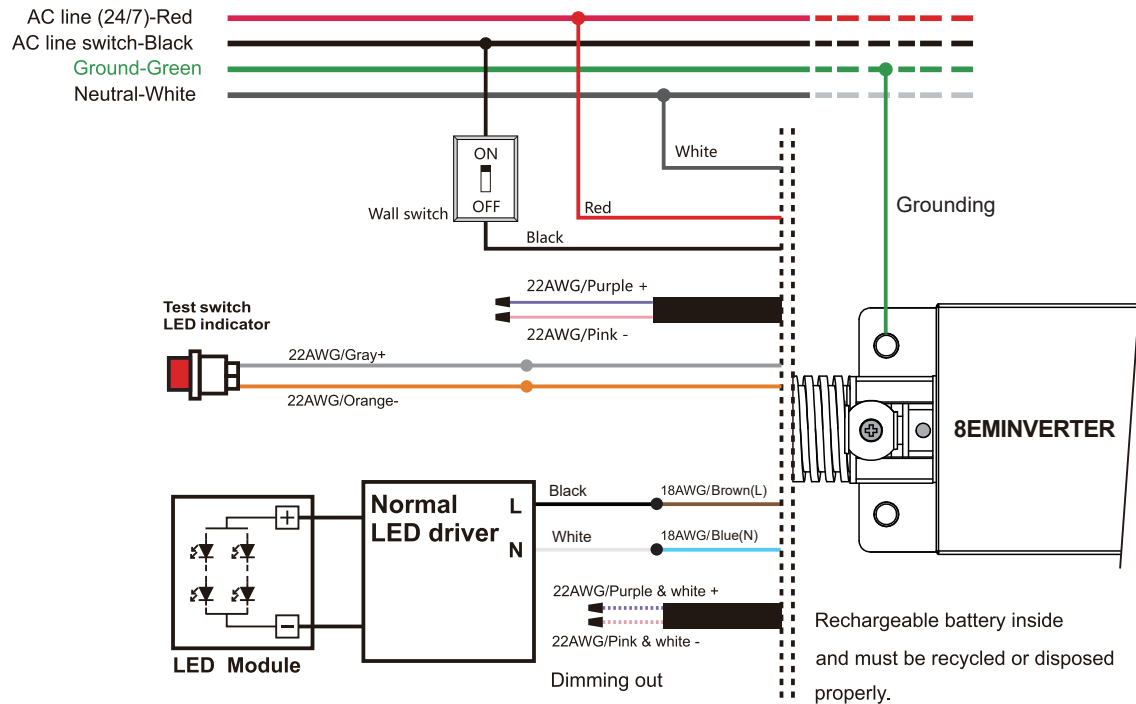 AC line (24/7)-Red
AC line switch-Black
Ground-Green
Neutral-White
White
ON
OFF
Wall switch
Red
Black
Grounding
22AWG/Purple +
22AWG/Pink -
Test switch
LED indicator
22AWG/Gray+
22AWG/Orange-
8EMINVERTER
Normal
LED driver
L
N
Black
18AWG/Brown(L)
White
18AWG/Blue(N)
+
−
LED Module
22AWG/Purple & white +
22AWG/Pink & white -
Dimming out
Rechargeable battery inside
and must be recycled or disposed
properly.